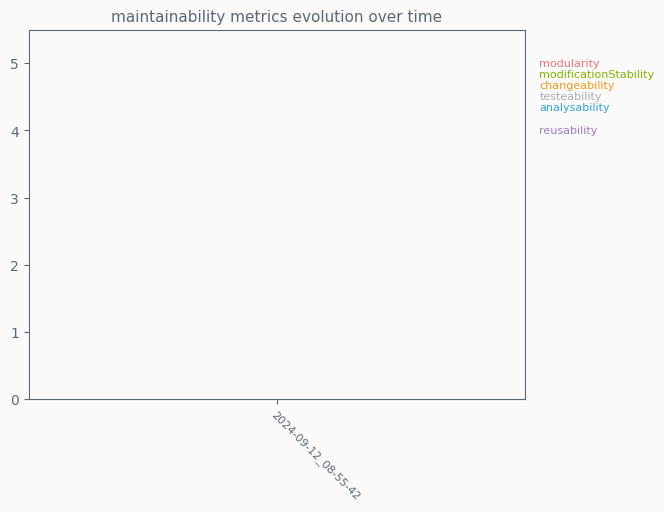 maintainability metrics evolution over time
5
4
3
2
1
0
2024-09-12_08-55-42
modularity
modificationStability
changeability
testeability
analysability
reusability